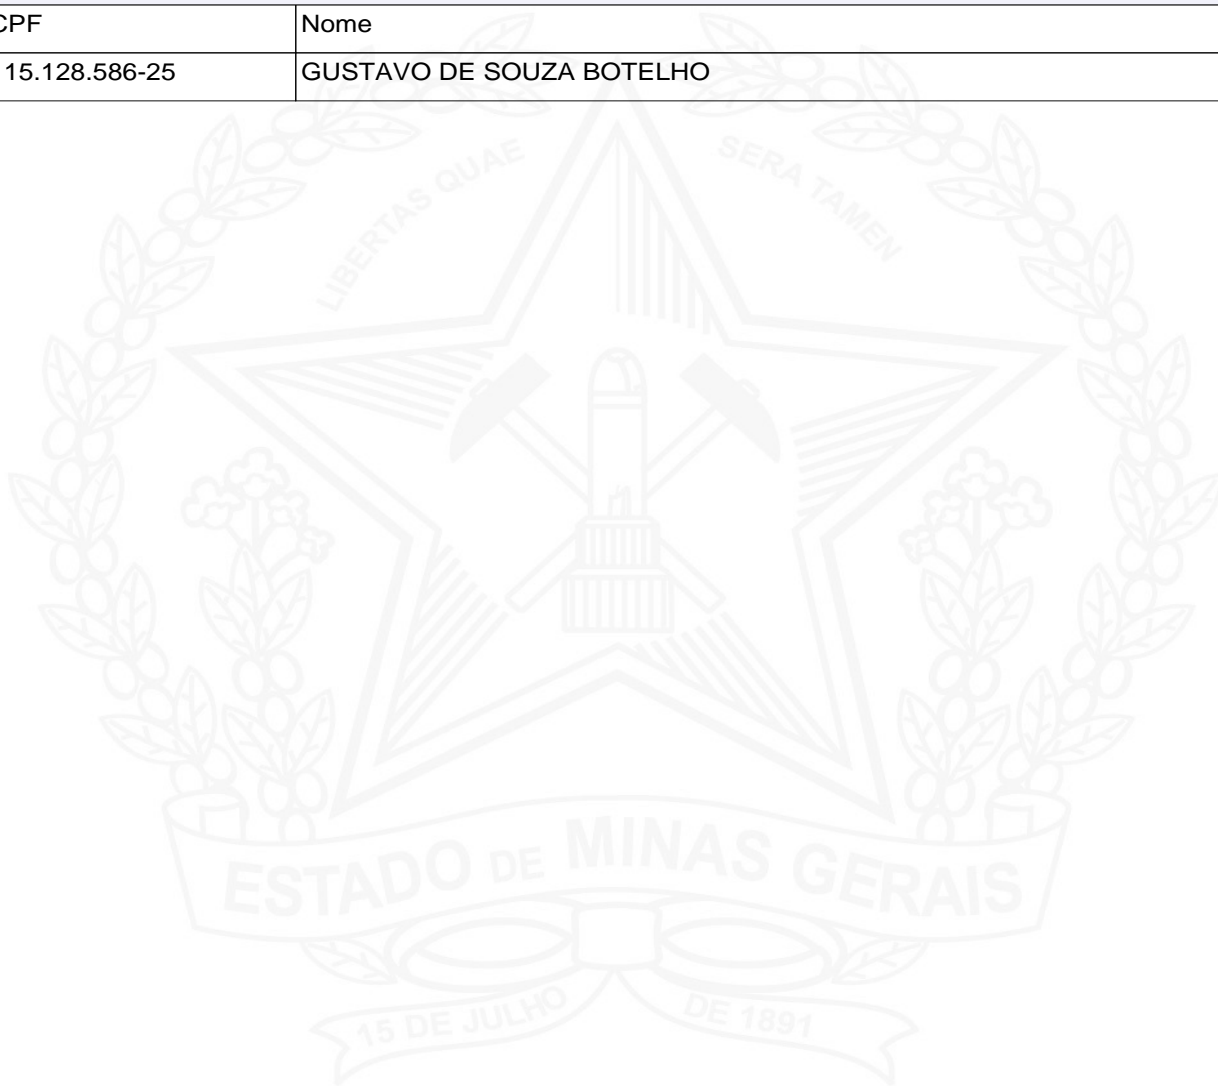 CPF Nome
15.128.586-25 GUSTAVO DE SOUZA BOTELHO
LIBERTAS QUAE SERA TAMEN
ESTADO DE MINAS GERAIS
15 DE JULHO DE 1891